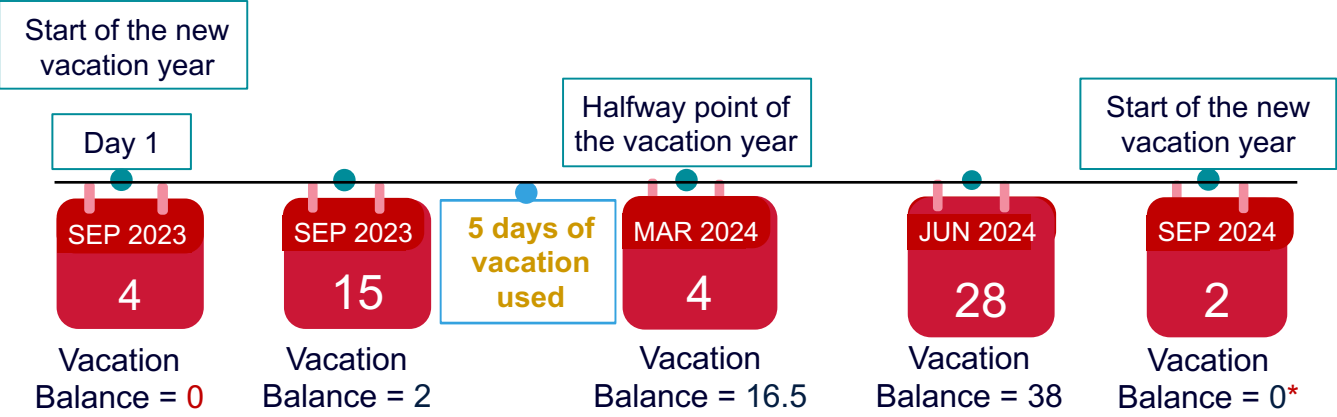 Start of the new
vacation year
Day 1
Halfway point of
the vacation year
Start of the new
vacation year
SEP 2023
4
SEP 2023
15
5 days of
vacation
used
MAR 2024
4
JUN 2024
28
SEP 2024
2
Vacation
Balance = 0
Vacation
Balance = 2
Vacation
Balance = 16.5
Vacation
Balance = 38
Vacation
Balance = 0*